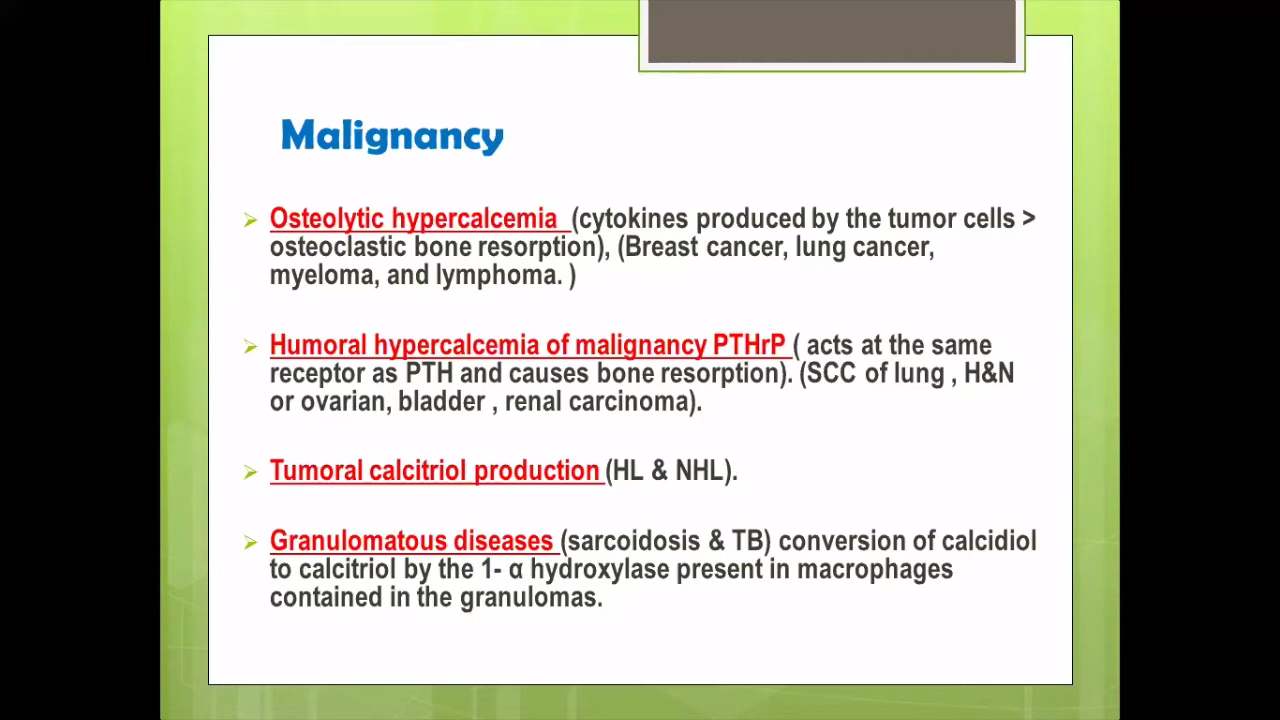 Malignancy
➢ Osteolytic hypercalcemia (cytokines produced by the tumor cells >
osteoclastic bone resorption), (Breast cancer, lung cancer,
myeloma, and lymphoma. )
➢ Humoral hypercalcemia of malignancy PTHrP ( acts at the same
receptor as PTH and causes bone resorption). (SCC of lung , H&N
or ovarian, bladder , renal carcinoma).
➢ Tumoral calcitriol production (HL & NHL).
➢ Granulomatous diseases (sarcoidosis & TB) conversion of calcidiol
to calcitriol by the 1- α hydroxylase present in macrophages
contained in the granulomas.